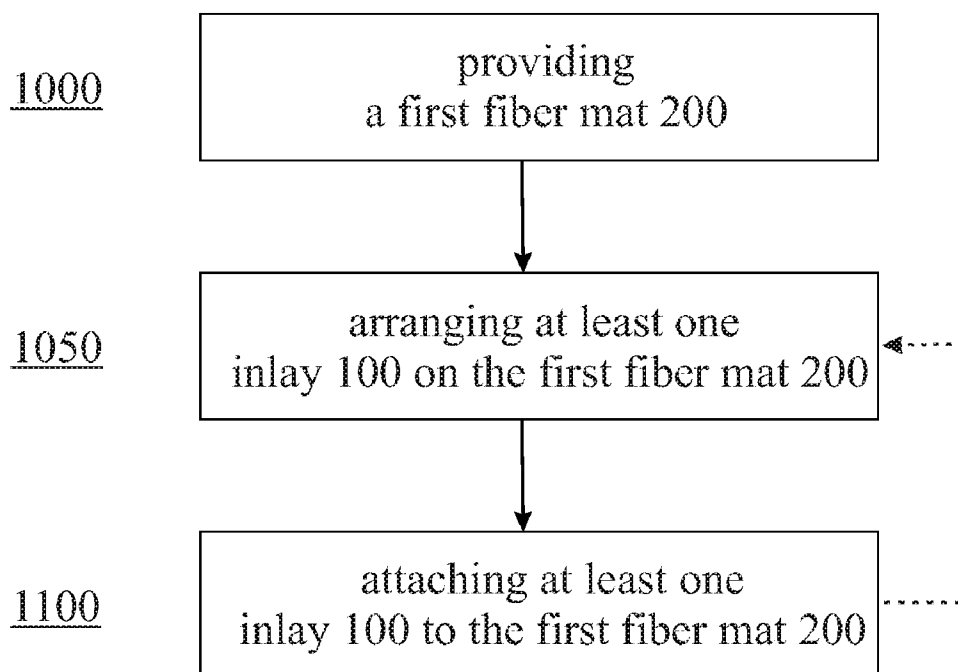 1000
providing
a first fiber mat 200
1050
arranging at least one
inlay 100 on the first fiber mat 200
1100
attaching at least one
inlay 100 to the first fiber mat 200